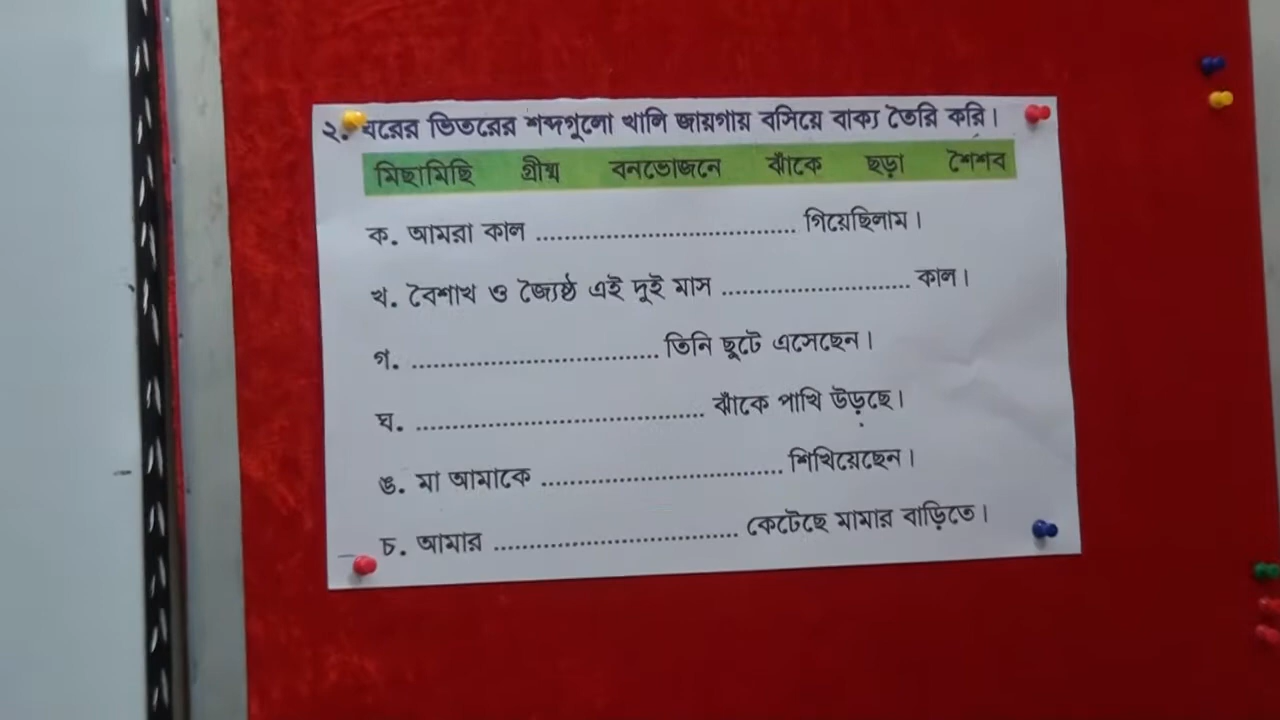 ২. ঘরের ভিতরের শব্দগুলো খালি জায়গায় বসিয়ে বাক্য তৈরি করি।
মিছামিছি গ্রীষ্ম বনভোজনে ঝাঁকে ছড়া শৈশব
ক. আমরা কাল .................................. গিয়েছিলাম।
খ. বৈশাখ ও জ্যৈষ্ঠ এই দুই মাস ......................... কাল।
গ. ................................. তিনি ছুটে এসেছেন।
ঘ. ...................................... ঝাঁকে পাখি উড়ছে।
ঙ. মা আমাকে ................................ শিখিয়েছেন।
চ. আমার ................................ কেটেছে মামার বাড়িতে।